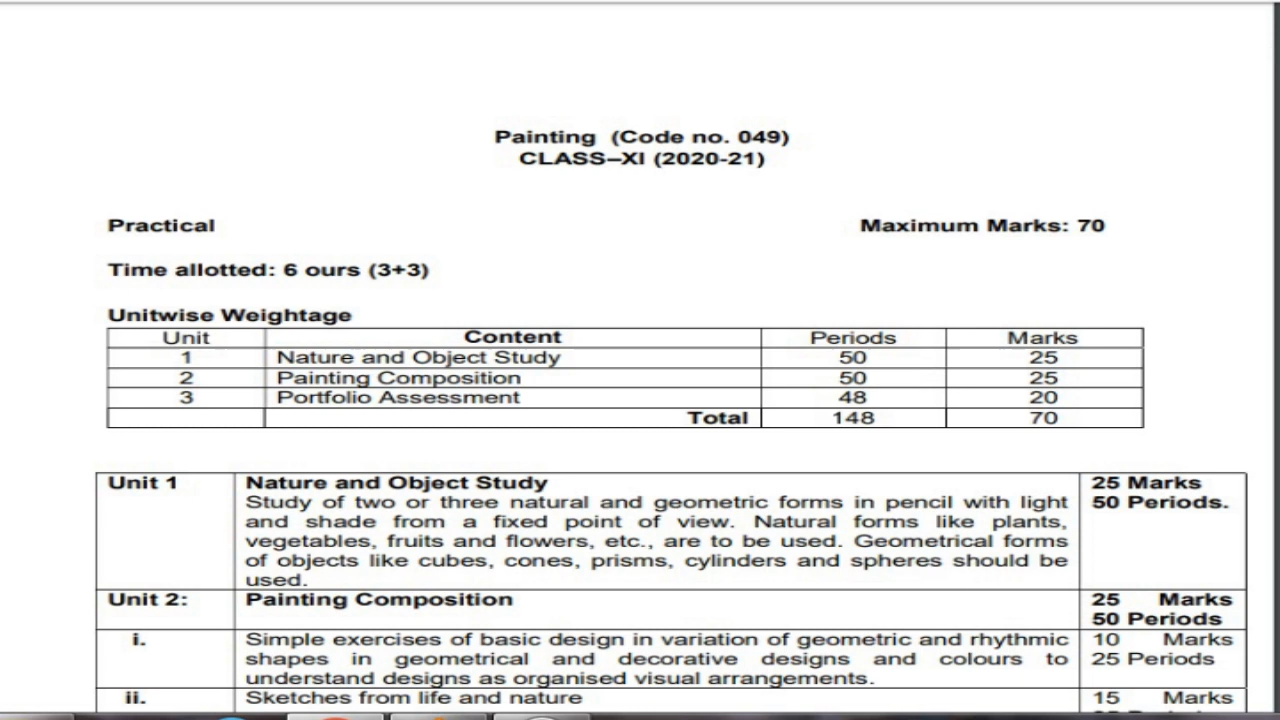 Painting (Code no. 049)
CLASS–XI (2020-21)
Practical Maximum Marks: 70
Time allotted: 6 ours (3+3)
Unitwise Weightage
Unit Content Periods Marks
1 Nature and Object Study 50 25
2 Painting Composition 50 25
3 Portfolio Assessment 48 20
Total 148 70
Unit 1 Nature and Object Study 25 Marks
Study of two or three natural and geometric forms in pencil with light 50 Periods.
and shade from a fixed point of view. Natural forms like plants,
vegetables, fruits and flowers, etc., are to be used. Geometrical forms
of objects like cubes, cones, prisms, cylinders and spheres should be
used.
Unit 2: Painting Composition 25 Marks
50 Periods
i. Simple exercises of basic design in variation of geometric and rhythmic 10 Marks
shapes in geometrical and decorative designs and colours to 25 Periods
understand designs as organised visual arrangements.
ii. Sketches from life and nature 15 Marks